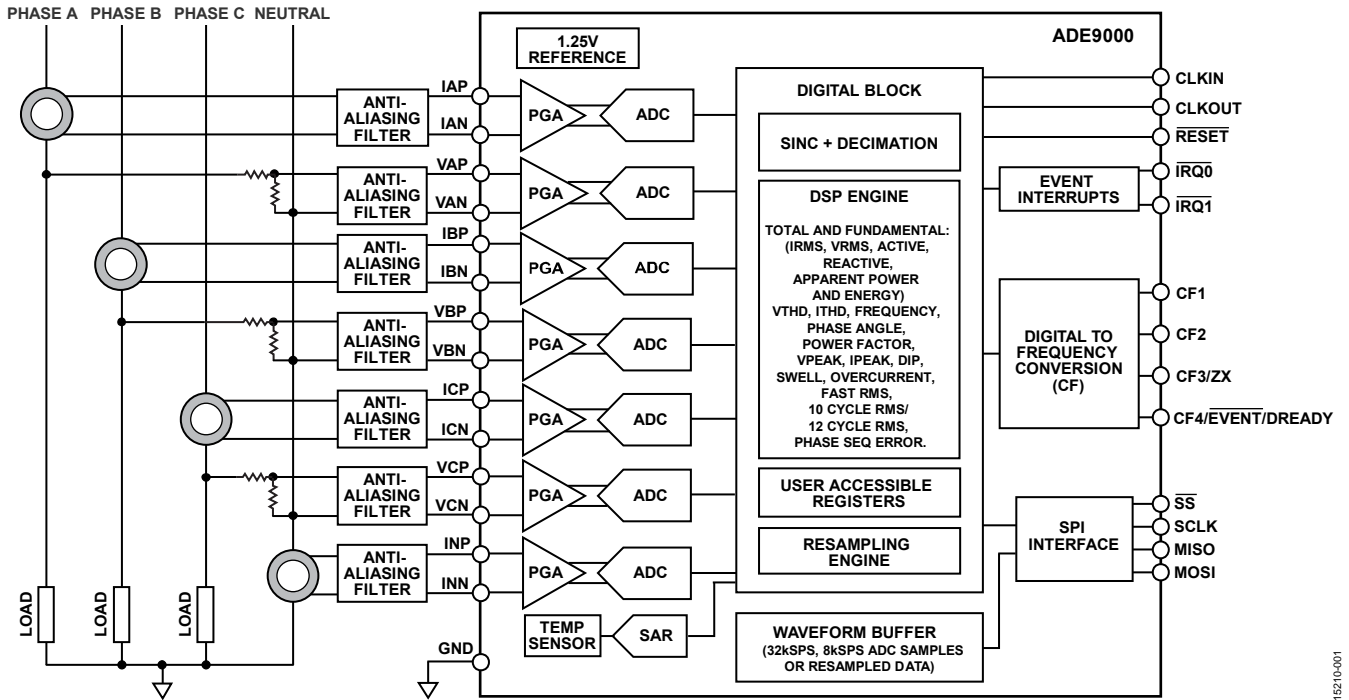 PHASE A PHASE B PHASE C NEUTRAL
ADE9000
1.25V
REFERENCE
ANTI-
ALIASING
FILTER
IAP
IAN
PGA
ADC
ANTI-
ALIASING
FILTER
VAP
VAN
PGA
ADC
ANTI-
ALIASING
FILTER
IBP
IBN
PGA
ADC
ANTI-
ALIASING
FILTER
VBP
VBN
PGA
ADC
ANTI-
ALIASING
FILTER
ICP
ICN
PGA
ADC
ANTI-
ALIASING
FILTER
VCP
VCN
PGA
ADC
ANTI-
ALIASING
FILTER
INP
INN
PGA
ADC
LOAD
LOAD
LOAD
GND
TEMP
SENSOR
SAR
DIGITAL BLOCK
SINC + DECIMATION
DSP ENGINE
TOTAL AND FUNDAMENTAL:
(IRMS, VRMS, ACTIVE,
REACTIVE,
APPARENT POWER
AND ENERGY)
VTHD, ITHD, FREQUENCY,
PHASE ANGLE,
POWER FACTOR,
VPEAK, IPEAK, DIP,
SWELL, OVERCURRENT,
FAST RMS,
10 CYCLE RMS/
12 CYCLE RMS,
PHASE SEQ ERROR.
USER ACCESSIBLE
REGISTERS
RESAMPLING
ENGINE
WAVEFORM BUFFER
(32kSPS, 8kSPS ADC SAMPLES
OR RESAMPLED DATA)
EVENT
INTERRUPTS
DIGITAL TO
FREQUENCY
CONVERSION
(CF)
SPI
INTERFACE
CLKIN
CLKOUT
RESET
IRQ0
IRQ1
CF1
CF2
CF3/ZX
CF4/EVENT/DREADY
SS
SCLK
MISO
MOSI
15210-001